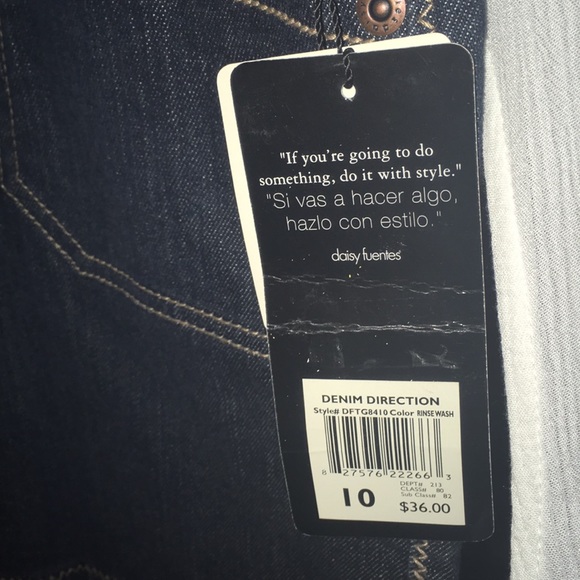 "If you're going to do
something, do it with style."
"Si vas a hacer algo,
hazlo con estilo."
daisy fuentes
DENIM DIRECTION
Style# DFTG8410 Color RINSE WASH
8 27576 22266 3
10
DEPT# 213
CLASS# 80
Sub Class# 82
$36.00